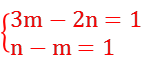 3m − 2n = 1
n − m = 1